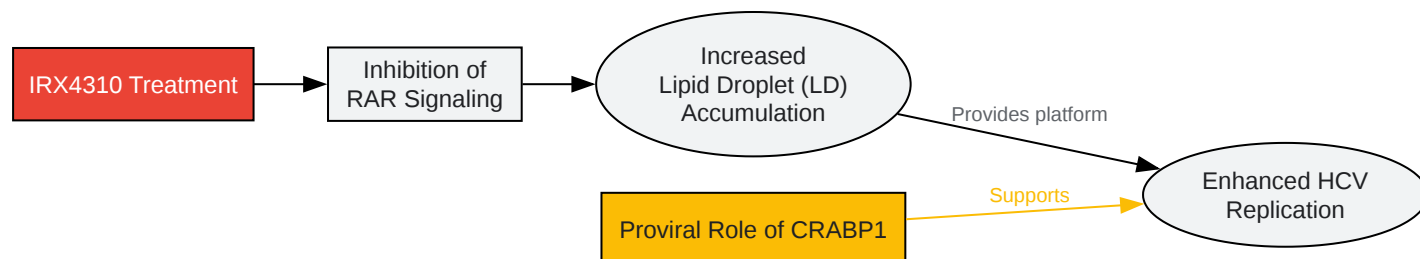 IRX4310 Treatment
Inhibition of
RAR Signaling
Increased
Lipid Droplet (LD)
Accumulation
Provides platform
Supports
Proviral Role of CRABP1
Enhanced HCV
Replication